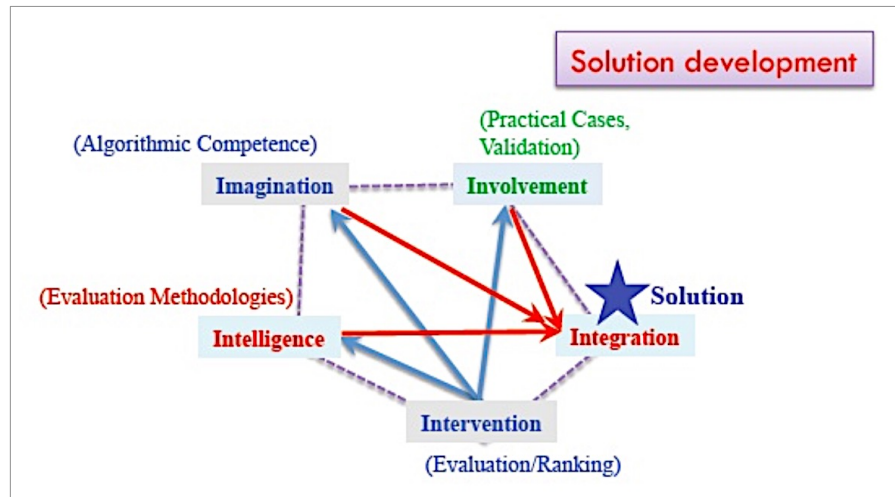 Solution development
(Practical Cases,
Validation)
(Algorithmic Competence)
Imagination
Involvement
(Evaluation Methodologies)
Solution
Intelligence
Integration
Intervention
(Evaluation/Ranking)